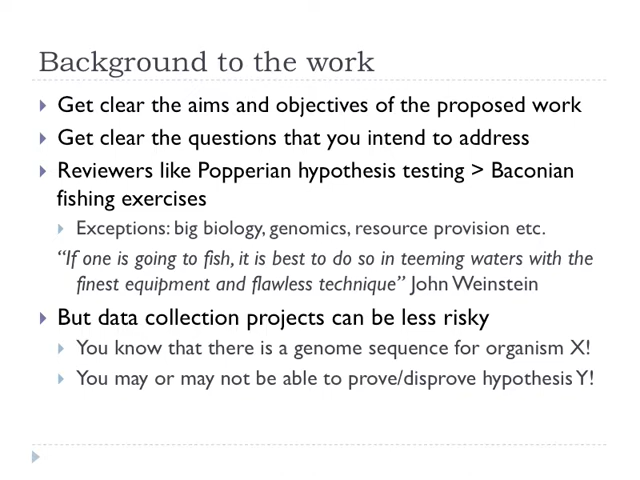 Background to the work
Get clear the aims and objectives of the proposed work
Get clear the questions that you intend to address
Reviewers like Popperian hypothesis testing > Baconian
fishing exercises
Exceptions: big biology, genomics, resource provision etc.
“If one is going to fish, it is best to do so in teeming waters with the
finest equipment and flawless technique” John Weinstein
But data collection projects can be less risky
You know that there is a genome sequence for organism X!
You may or may not be able to prove/disprove hypothesis Y!